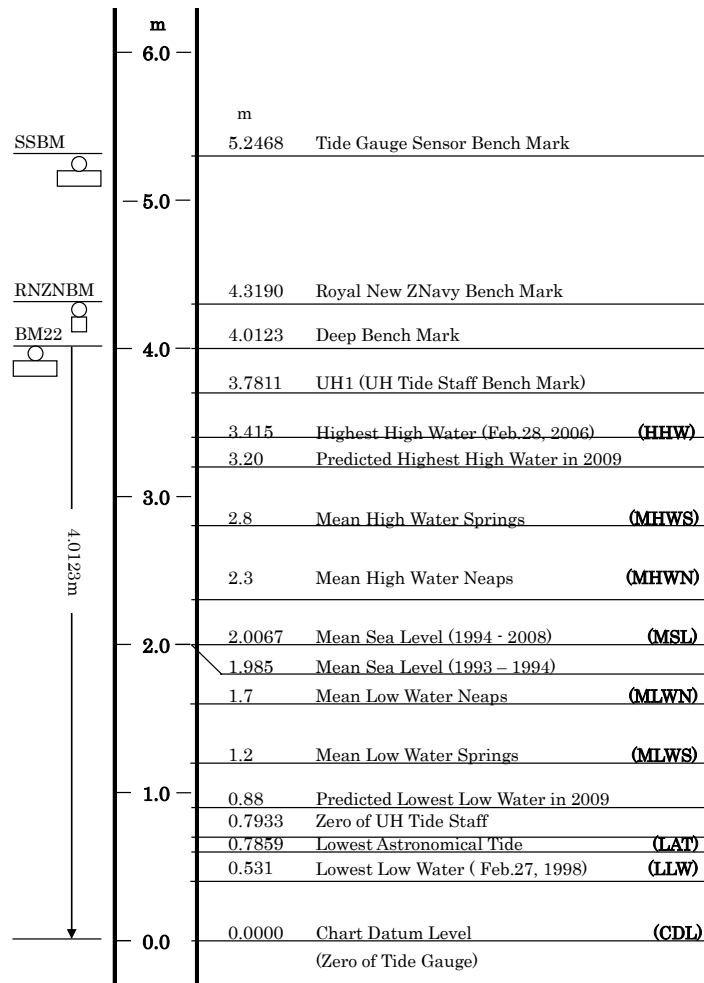 m
6.0
m
SSBM
5.2468 Tide Gauge Sensor Bench Mark
5.0
RNZNBM
4.3190 Royal New ZNavy Bench Mark
BM22
4.0123 Deep Bench Mark
4.0
3.7811 UH1 (UH Tide Staff Bench Mark)
3.415 Highest High Water (Feb.28, 2006) (HHW)
3.20 Predicted Highest High Water in 2009
3.0
2.8 Mean High Water Springs (MHWS)
4.0123m
2.3 Mean High Water Neaps (MHWN)
2.0067 Mean Sea Level (1994 - 2008) (MSL)
2.0
1.985 Mean Sea Level (1993 – 1994)
1.7 Mean Low Water Neaps (MLWN)
1.2 Mean Low Water Springs (MLWS)
1.0
0.88 Predicted Lowest Low Water in 2009
0.7933 Zero of UH Tide Staff
0.7859 Lowest Astronomical Tide (LAT)
0.531 Lowest Low Water ( Feb.27, 1998) (LLW)
0.0
0.0000 Chart Datum Level (CDL)
(Zero of Tide Gauge)